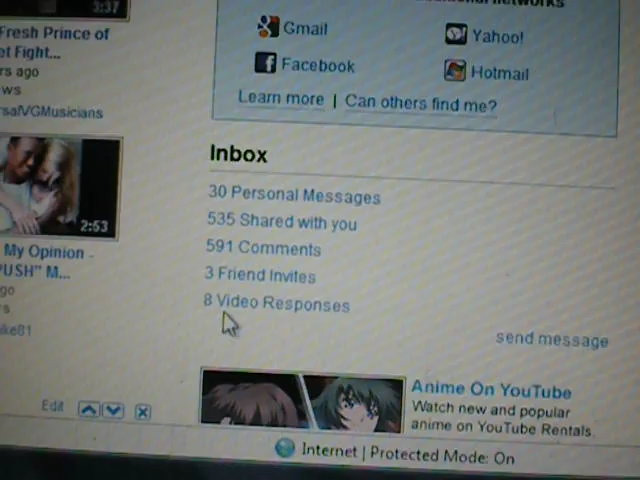 3:37
Fresh Prince of
et Fight...
rs ago
ws
rsalVGMusicians
2:53
My Opinion -
PUSH" M...
go
s
ike81
Edit
networks
Gmail
Yahoo!
Facebook
Hotmail
Learn more | Can others find me?
Inbox
30 Personal Messages
535 Shared with you
591 Comments
3 Friend Invites
8 Video Responses
send message
Anime On YouTube
Watch new and popular
anime on YouTube Rentals.
Internet | Protected Mode: On